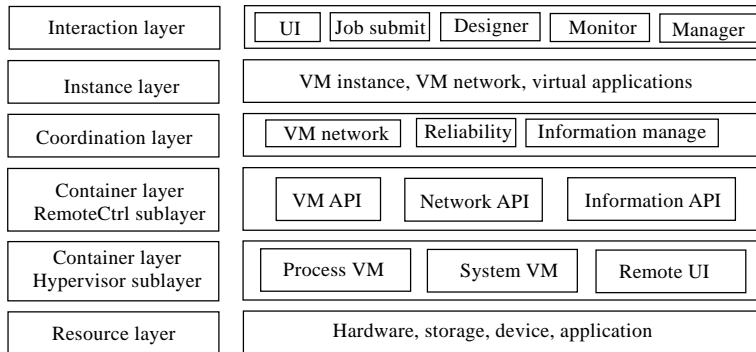 Interaction layer
UI Job submit Designer Monitor Manager
Instance layer
VM instance, VM network, virtual applications
Coordination layer
VM network Reliability Information manage
Container layer
RemoteCtrl sublayer
VM API Network API Information API
Container layer
Hypervisor sublayer
Process VM System VM Remote UI
Resource layer
Hardware, storage, device, application